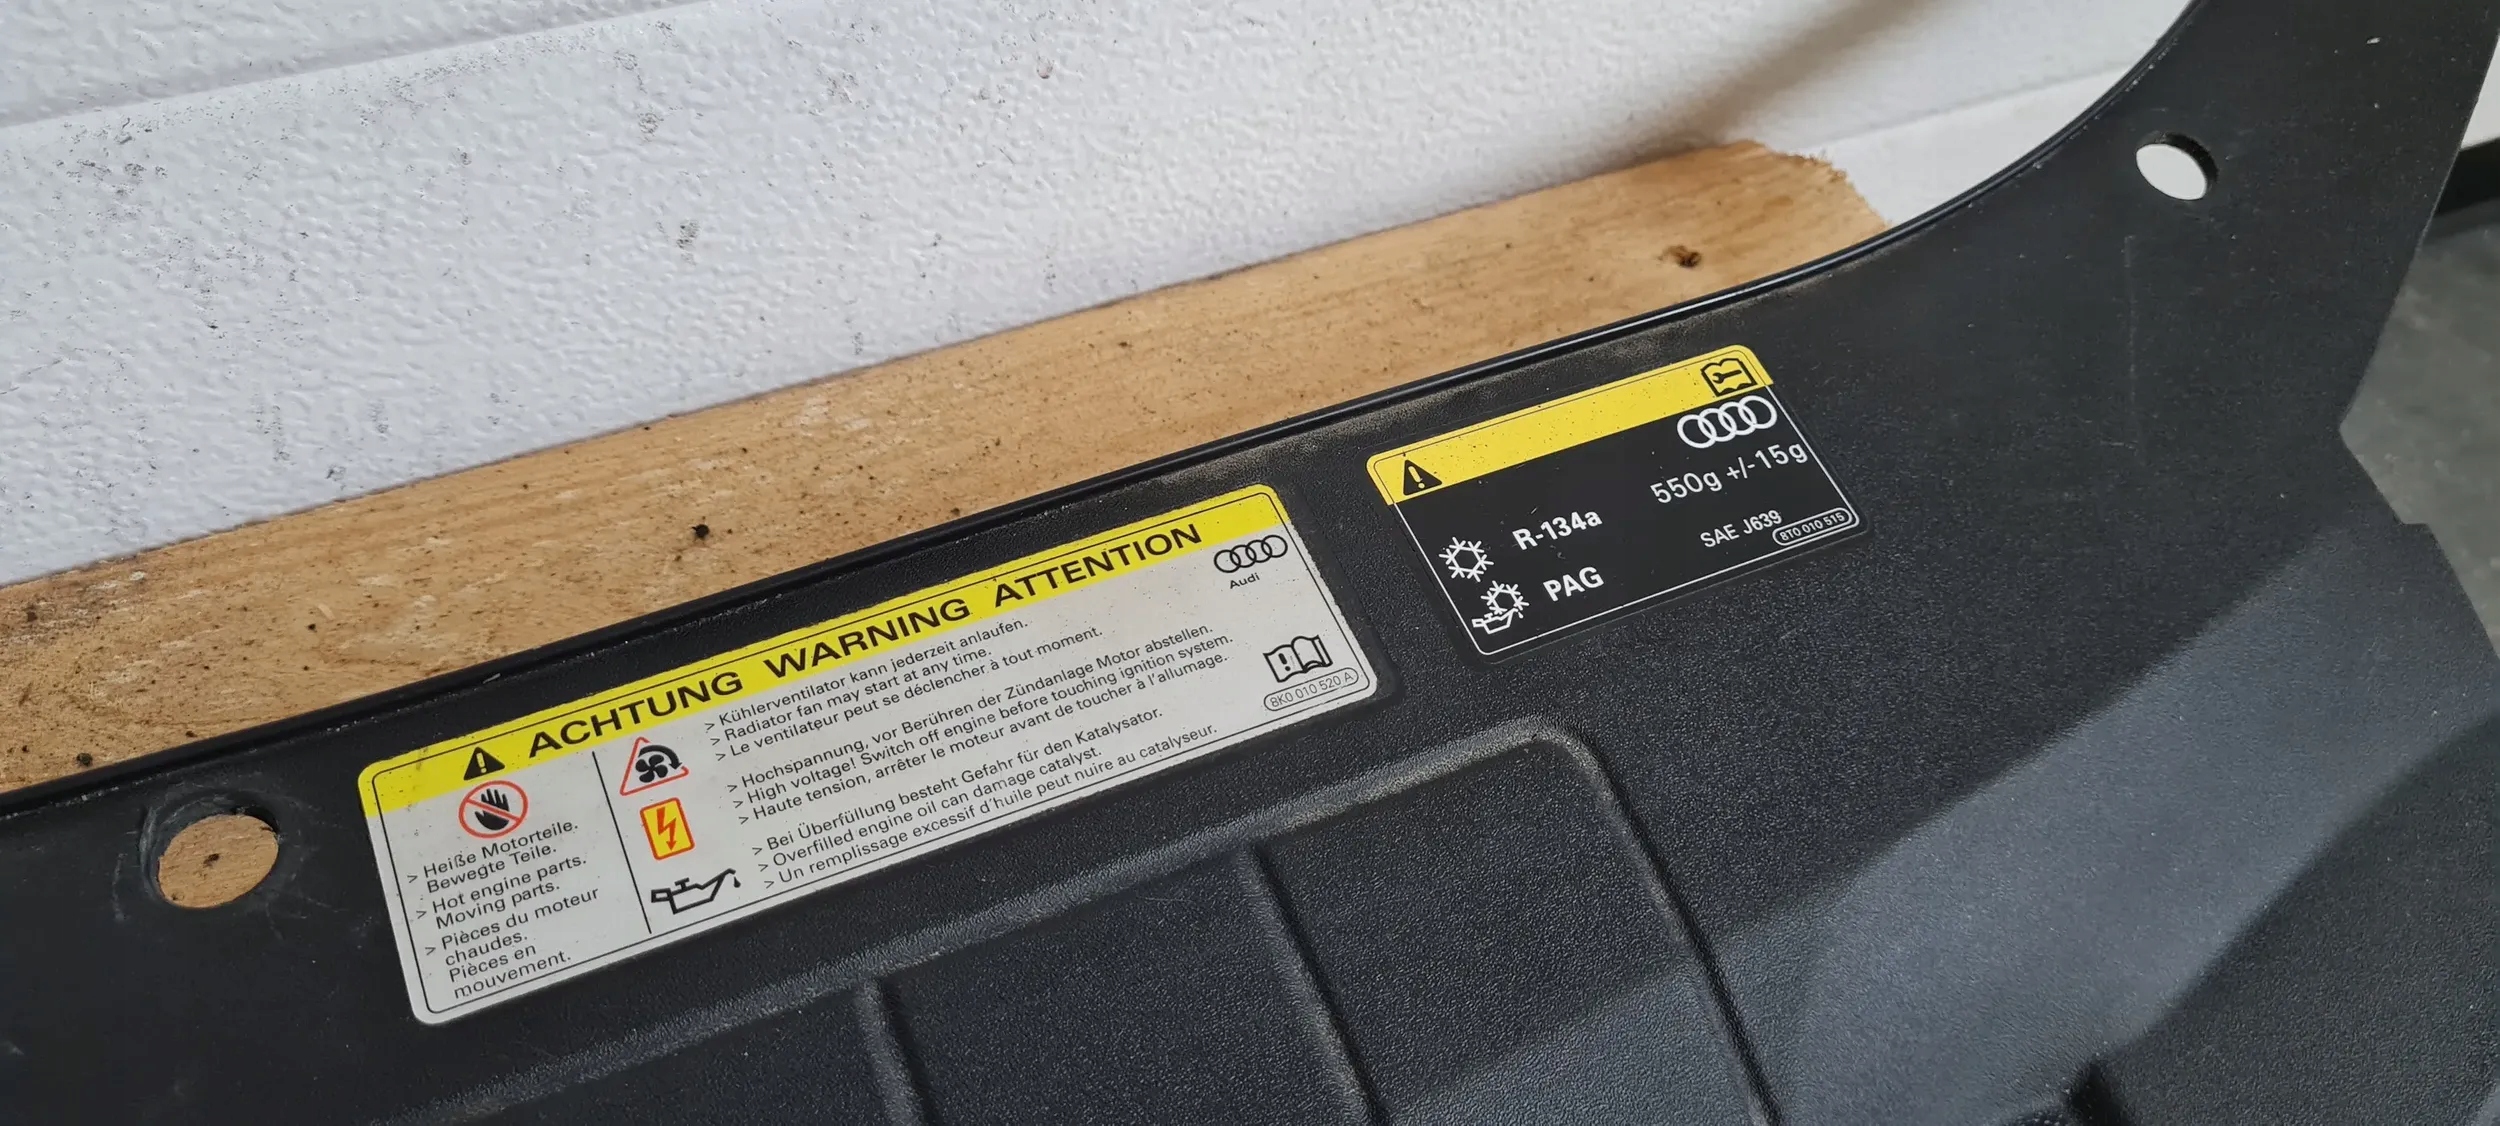 ACHTUNG WARNING ATTENTION
Audi
> Heiße Motorteile.
Bewegte Teile.
> Hot engine parts.
Moving parts.
> Pièces du moteur
chaudes.
Pièces en
mouvement.
> Kühlerventilator kann jederzeit anlaufen.
> Radiator fan may start at any time.
> Le ventilateur peut se déclencher à tout moment.
> Hochspannung, vor Berühren der Zündanlage Motor abstellen.
> High voltage! Switch off engine before touching ignition system.
> Haute tension, arrêter le moteur avant de toucher à l'allumage.
> Bei Überfüllung besteht Gefahr für den Katalysator.
> Overfilled engine oil can damage catalyst.
> Un remplissage excessif d'huile peut nuire au catalyseur.
8K0 010 520 A
R-134a
550g +/-15g
PAG
SAE J639
8T0 010 515